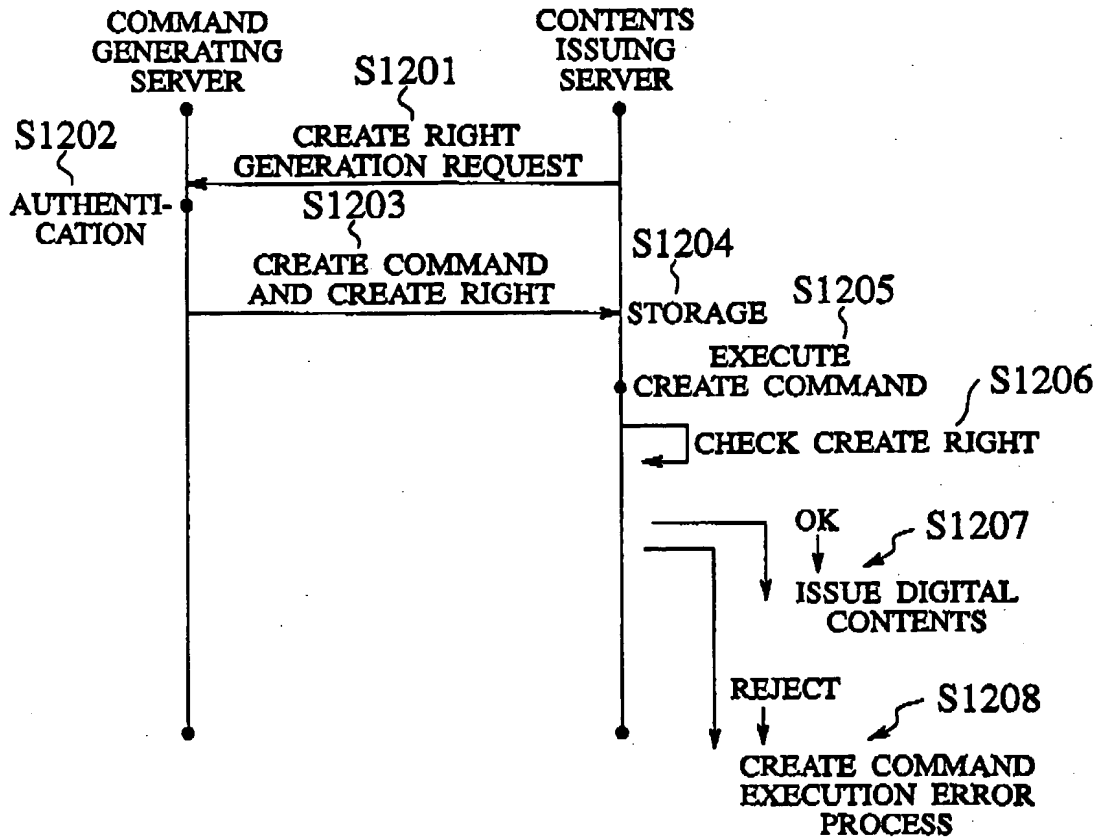 COMMAND
GENERATING
SERVER
CONTENTS
ISSUING
SERVER
S1201
CREATE RIGHT
GENERATION REQUEST
S1202
AUTHENTI-
CATION
S1203
CREATE COMMAND
AND CREATE RIGHT
S1204
STORAGE
S1205
EXECUTE
CREATE COMMAND
S1206
CHECK CREATE RIGHT
OK
S1207
ISSUE DIGITAL
CONTENTS
REJECT
S1208
CREATE COMMAND
EXECUTION ERROR
PROCESS